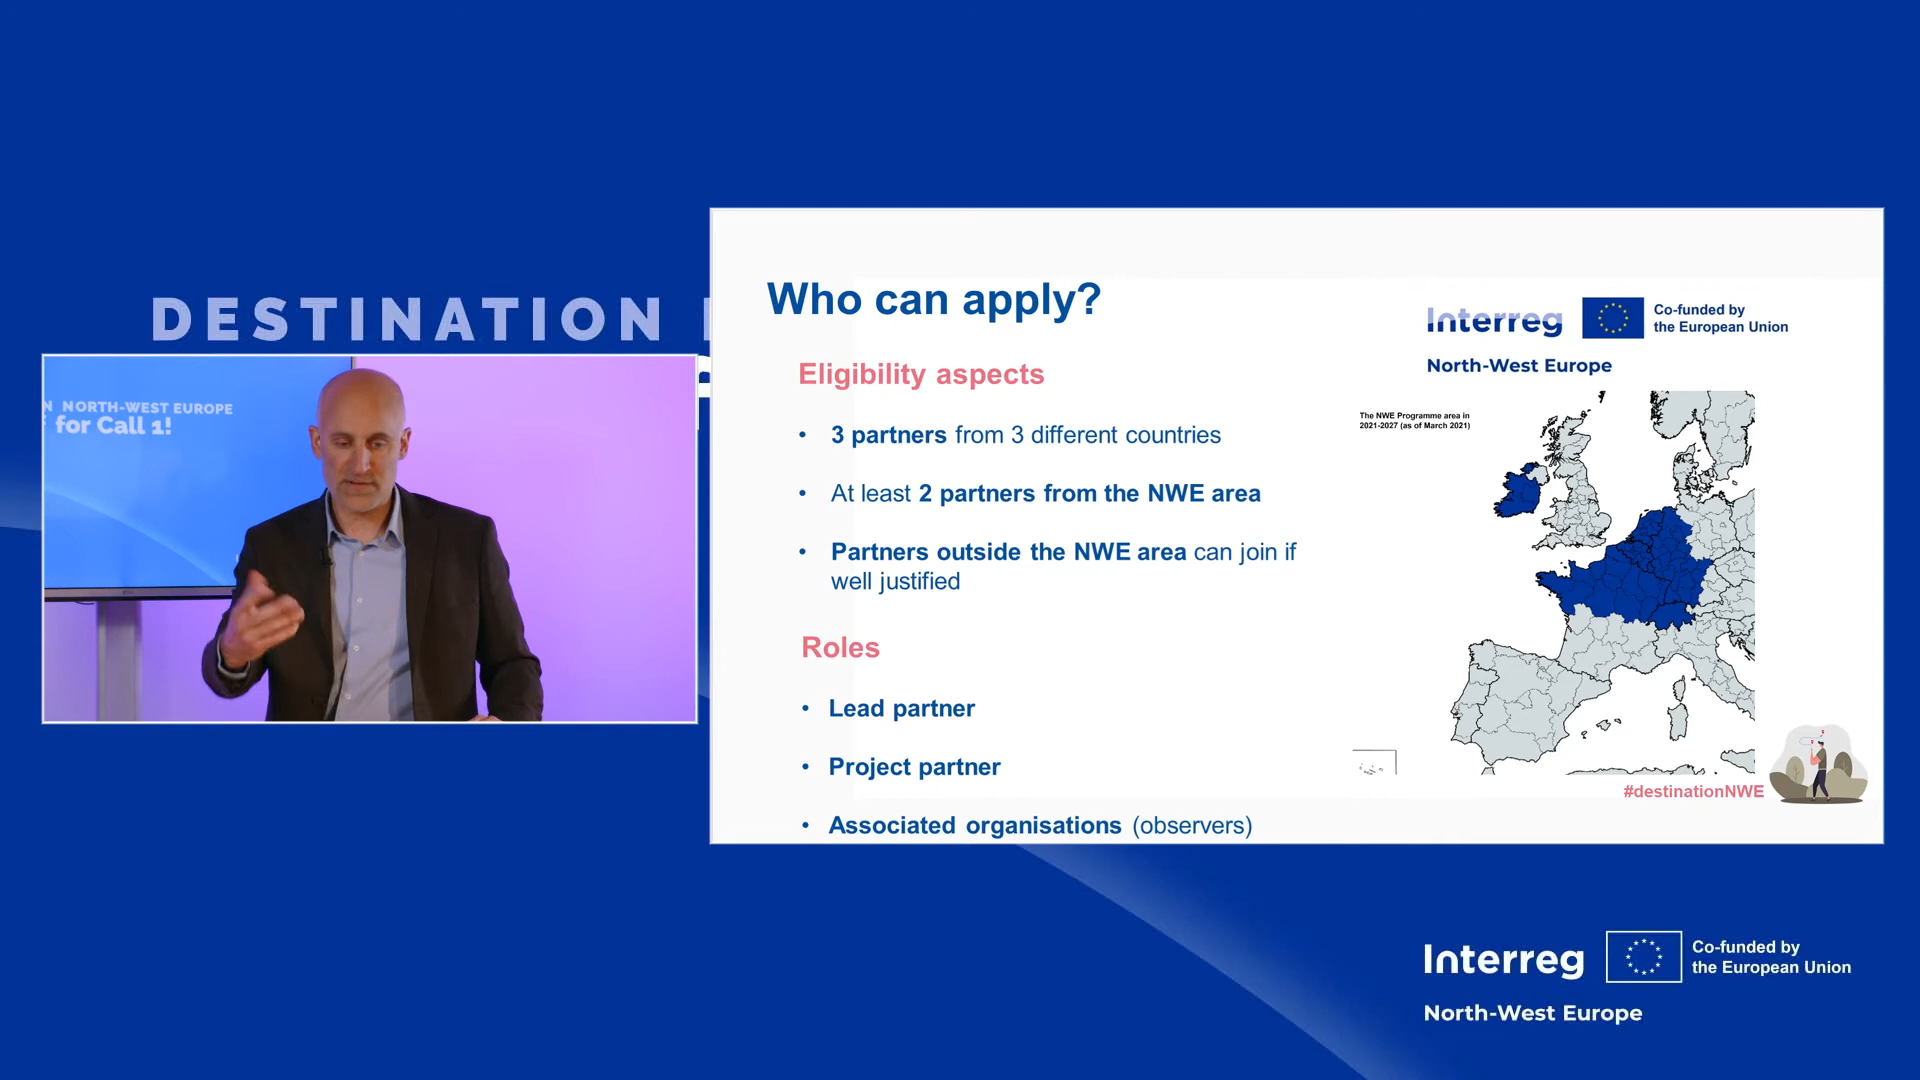 DESTINATION
N NORTH-WEST EUROPE
for Call 1!
Who can apply?
Interreg
Co-funded by
the European Union
North-West Europe
Eligibility aspects
• 3 partners from 3 different countries
• At least 2 partners from the NWE area
• Partners outside the NWE area can join if
well justified
Roles
• Lead partner
• Project partner
• Associated organisations (observers)
The NWE Programme area in
2021-2027 (as of March 2021)
#destinationNWE
Interreg
Co-funded by
the European Union
North-West Europe